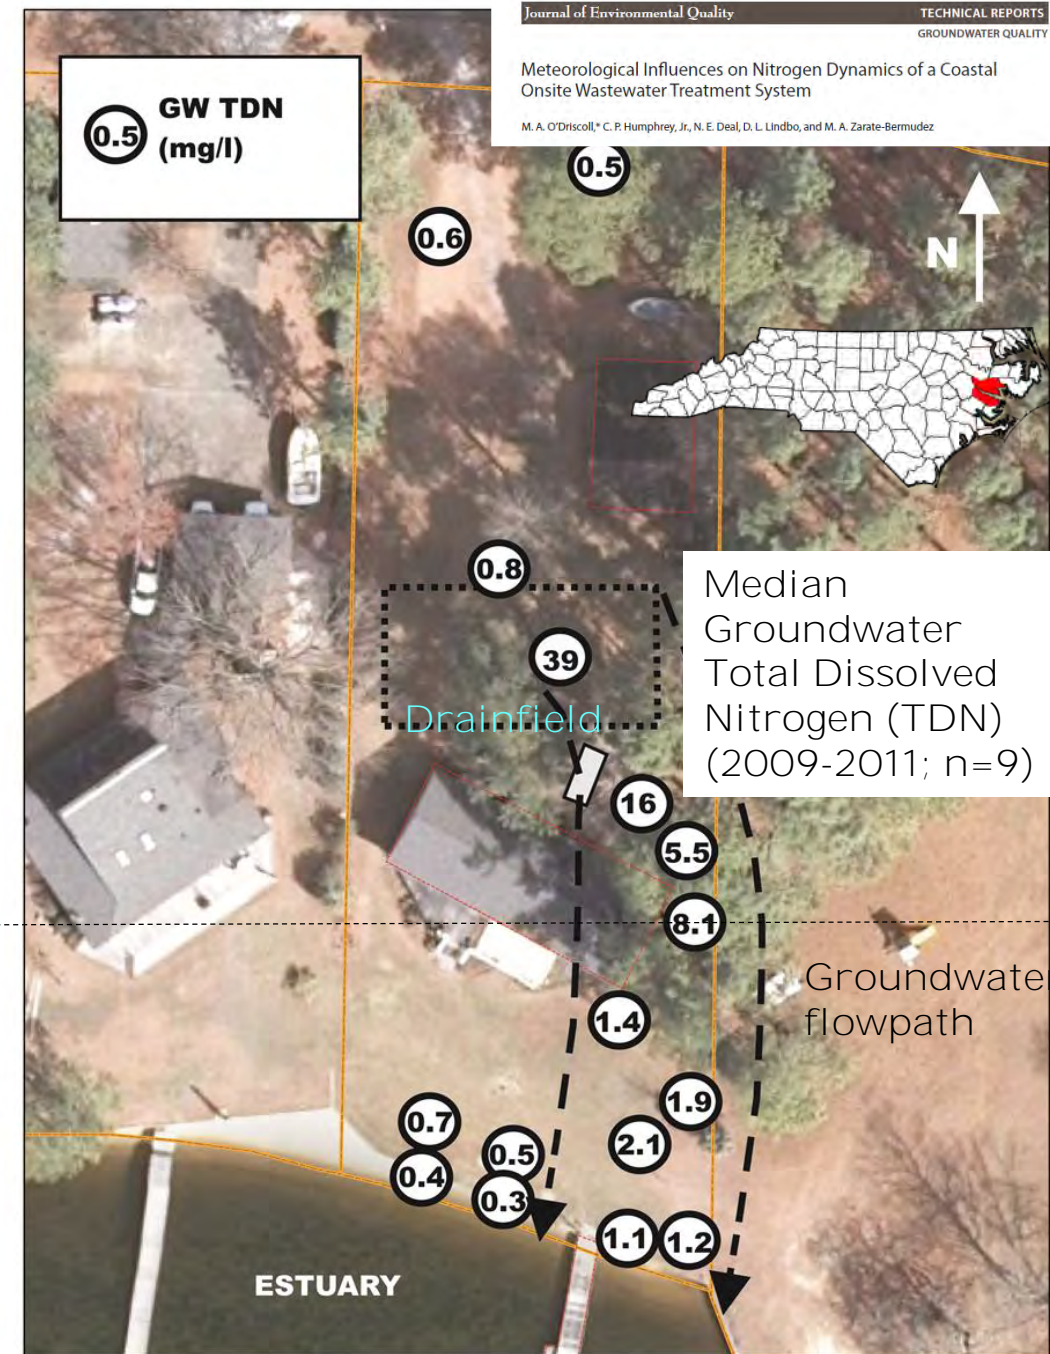 Journal of Environmental Quality
TECHNICAL REPORTS
GROUNDWATER QUALITY
Meteorological Influences on Nitrogen Dynamics of a Coastal
Onsite Wastewater Treatment System
M. A. O'Driscoll,* C. P. Humphrey, Jr., N. E. Deal, D. L. Lindbo, and M. A. Zarate-Bermudez
0.5 GW TDN
(mg/l)
0.5
0.6
N
0.8
39
Drainfield
Median
Groundwater
Total Dissolved
Nitrogen (TDN)
(2009-2011; n=9)
16
5.5
8.1
Groundwater
flowpath
1.4
1.9
0.7
2.1
0.5
0.4
0.3
1.1
1.2
ESTUARY